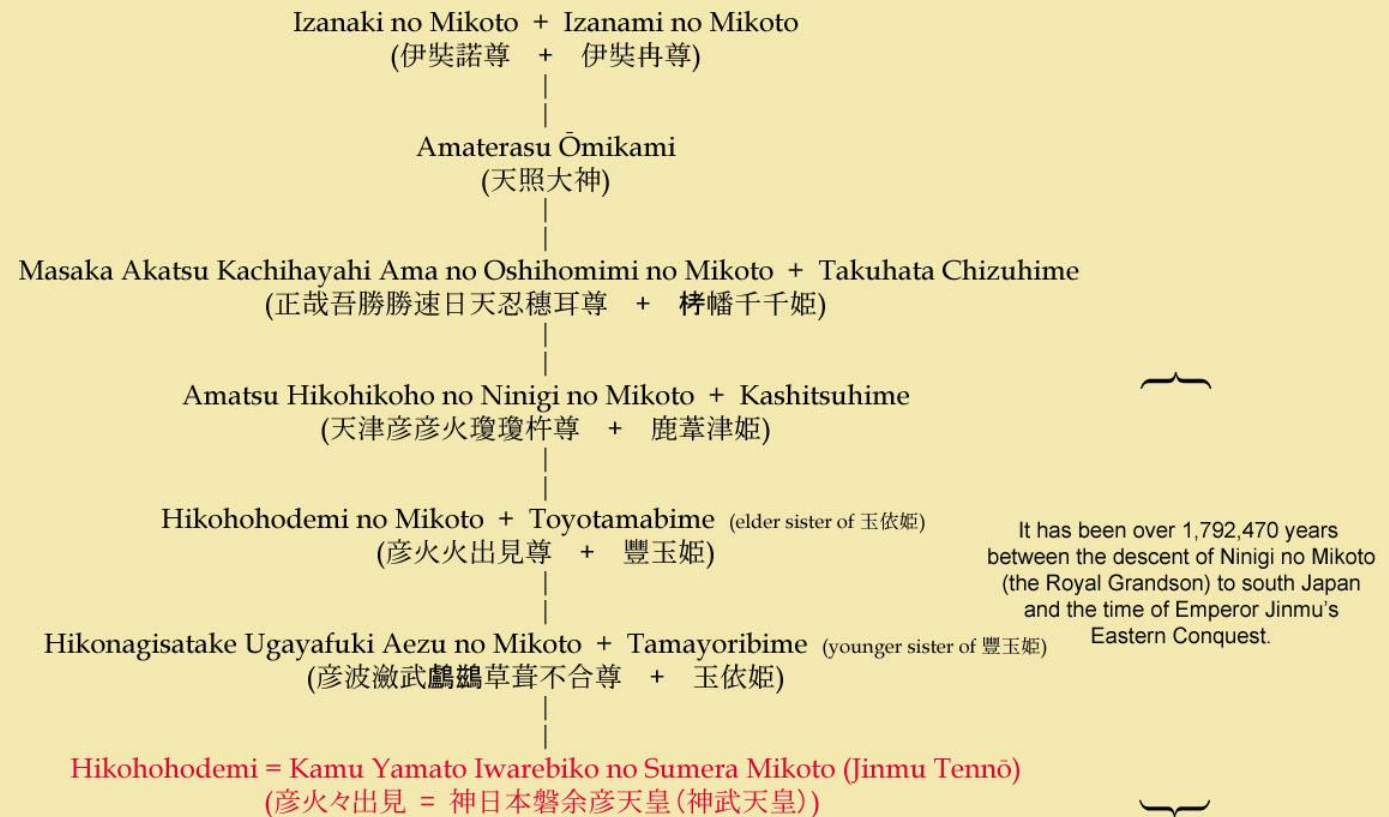 Izanaki no Mikoto + Izanami no Mikoto
(伊奘諾尊 + 伊奘冉尊)
Amaterasu Ōmikami
(天照大神)
Masaka Akatsu Kachihayahi Ama no Oshihomimi no Mikoto + Takuhata Chizuhime
(正哉吾勝勝速日天忍穗耳尊 + 栲幡千千姫)
Amatsu Hikohikoho no Ninigi no Mikoto + Kashitsuhime
(天津彦彦火瓊瓊杵尊 + 鹿葦津姫)
Hikohohodemi no Mikoto + Toyotamabime (elder sister of 玉依姫)
(彦火火出見尊 + 豐玉姫)
It has been over 1,792,470 years
between the descent of Ninigi no Mikoto
(the Royal Grandson) to south Japan
and the time of Emperor Jinmu's
Eastern Conquest.
Hikonagisatake Ugayafuki Aezu no Mikoto + Tamayoribime (younger sister of 豐玉姫)
(彦波瀲武鸕鶿草葺不合尊 + 玉依姫)
Hikohohodemi = Kamu Yamato Iwarebiko no Sumera Mikoto (Jinmu Tennō)
(彦火々出見 = 神日本磐余彦天皇(神武天皇))